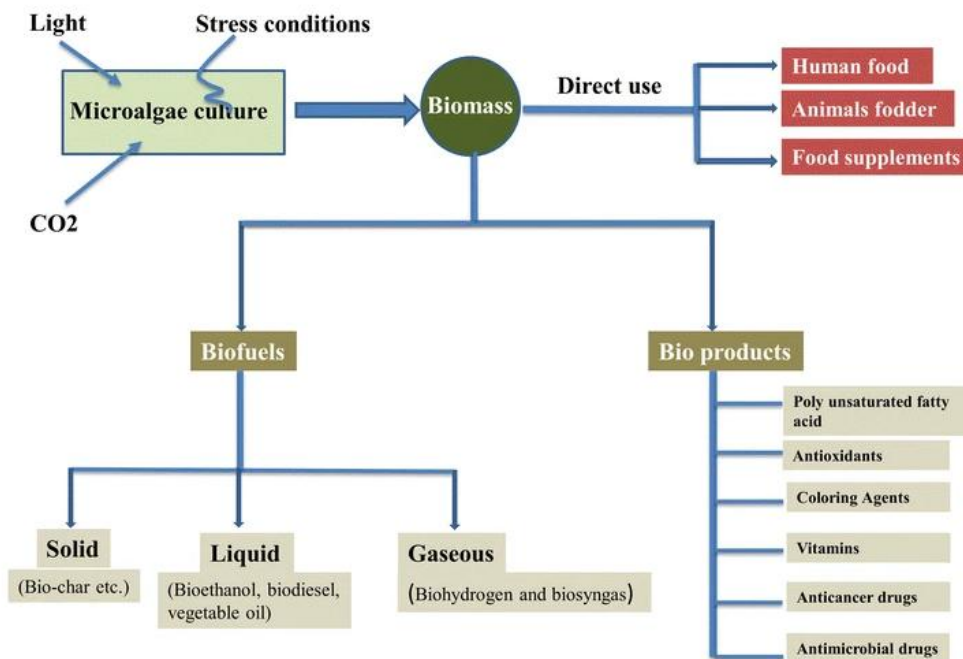 Light
Stress conditions
Microalgae culture
CO2
Biomass
Direct use
Human food
Animals fodder
Food supplements
Biofuels
Bio products
Solid
(Bio-char etc.)
Liquid
(Bioethanol, biodiesel,
vegetable oil)
Gaseous
(Biohydrogen and biosyngas)
Poly unsaturated fatty
acid
Antioxidants
Coloring Agents
Vitamins
Anticancer drugs
Antimicrobial drugs